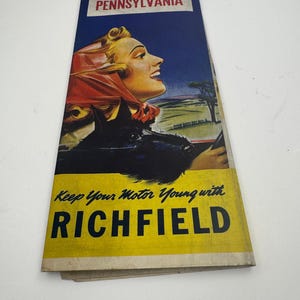 PENNSYLVANIA
Keep Your Motor Young with
RICHFIELD